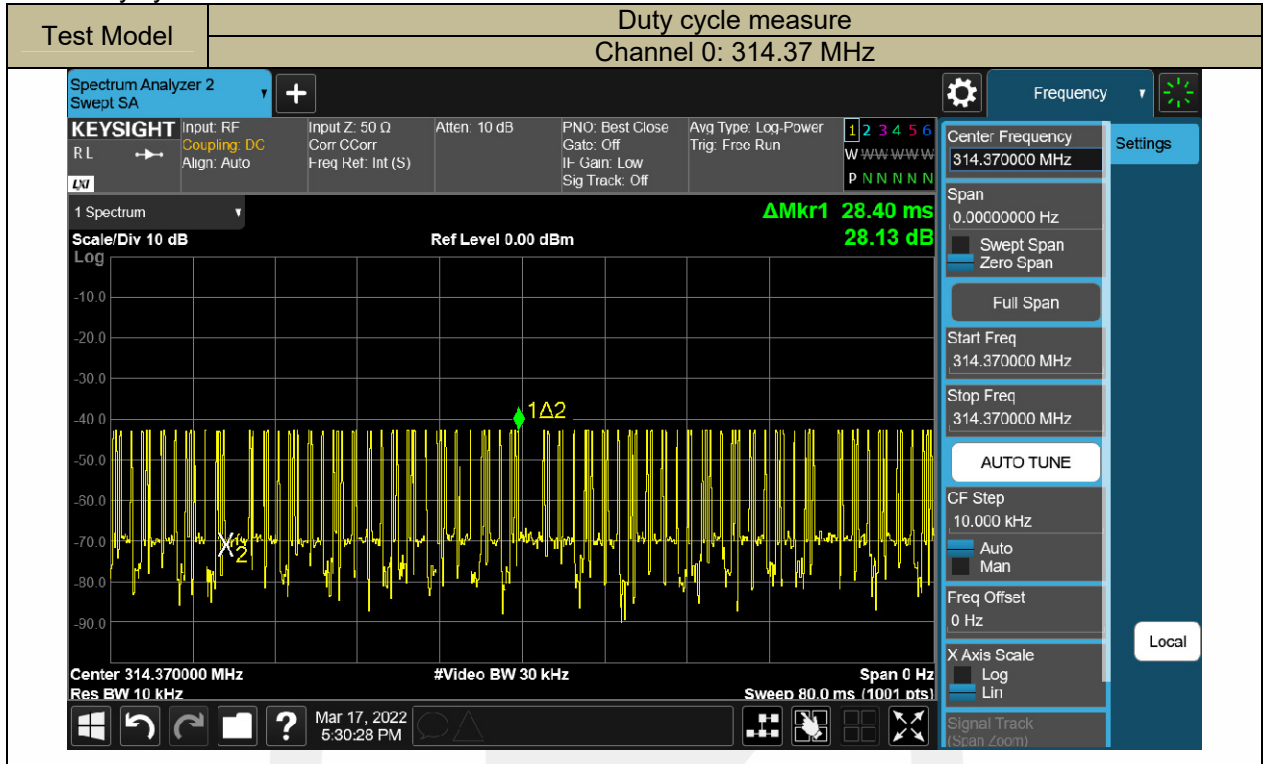 Test Model
Duty cycle measure
Channel 0: 314.37 MHz
Spectrum Analyzer 2
Swept SA
+
Frequency
KEYSIGHT
RL
LXI
Input: RF
Coupling: DC
Align: Auto
Input Z: 50 Ω
Corr CCorr
Freq Ref: Int (S)
Atten: 10 dB
PNO: Best Close
Gate: Off
IF Gain: Low
Sig Track: Off
Avg Type: Log-Power
Trig: Free Run
1 2 3 4 5 6
W W W W W W
P N N N N N
1 Spectrum
ΔMkr1 28.40 ms
28.13 dB
Scale/Div 10 dB
Ref Level 0.00 dBm
Log
-10.0
-20.0
-30.0
-40.0
-50.0
-60.0
-70.0
-80.0
-90.0
1Δ2
X2
Center 314.370000 MHz
#Video BW 30 kHz
Span 0 Hz
Res BW 10 kHz
Sweep 80.0 ms (1001 pts)
?
Mar 17, 2022
5:30:28 PM
Settings
Center Frequency
314.370000 MHz
Span
0.00000000 Hz
Swept Span
Zero Span
Full Span
Start Freq
314.370000 MHz
Stop Freq
314.370000 MHz
AUTO TUNE
CF Step
10.000 kHz
Auto
Man
Freq Offset
0 Hz
X Axis Scale
Log
Lin
Signal Track
(Span Zoom)
Local